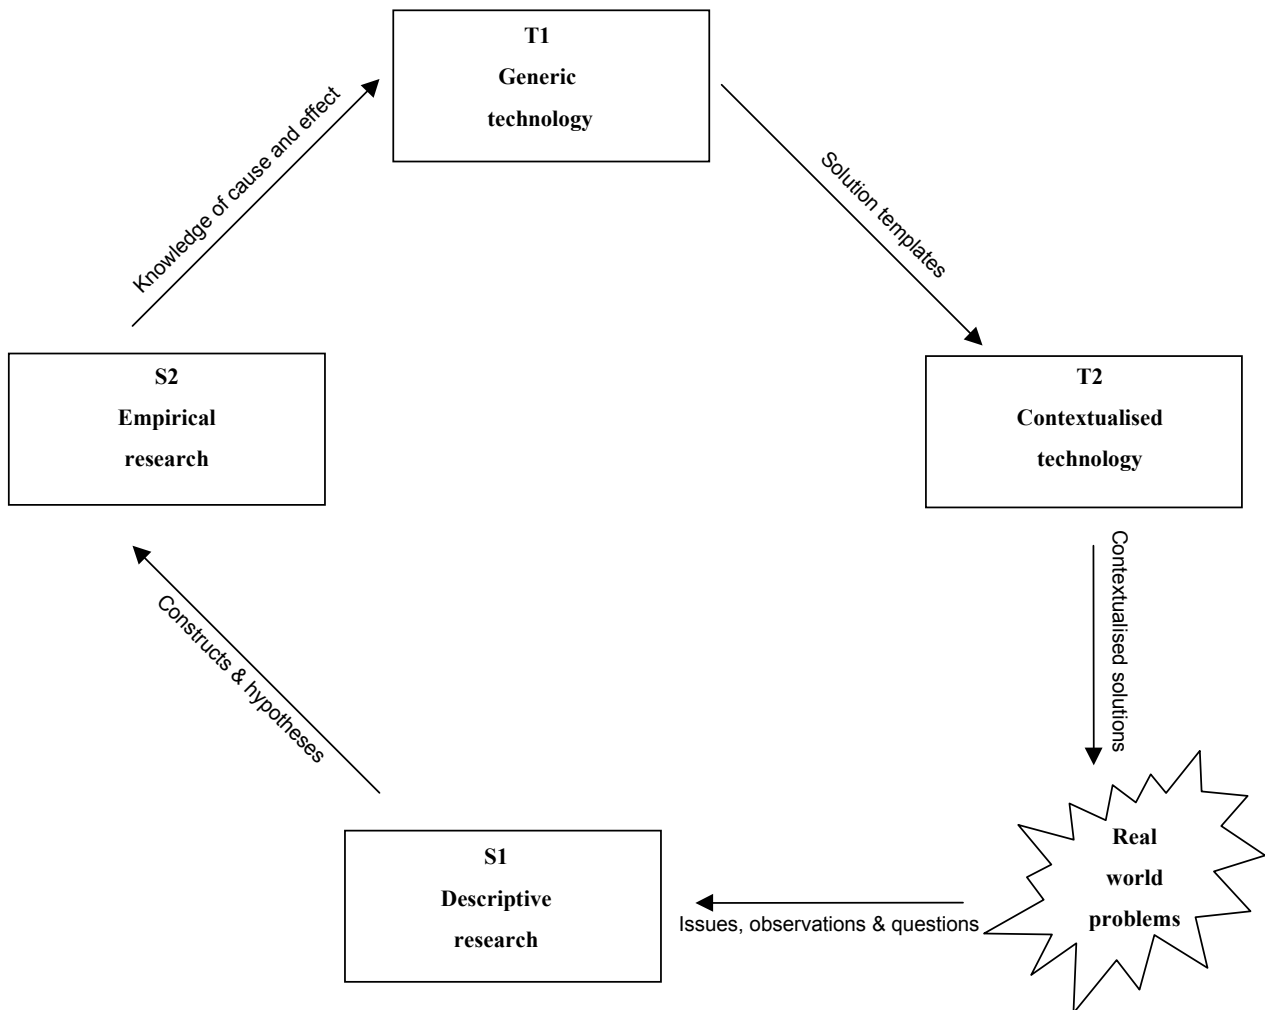 T1
Generic
technology
Knowledge of cause and effect
Solution templates
S2
Empirical
research
T2
Contextualised
technology
Contextualised solutions
Constructs & hypotheses
S1
Descriptive
research
Issues, observations & questions
Real
world
problems